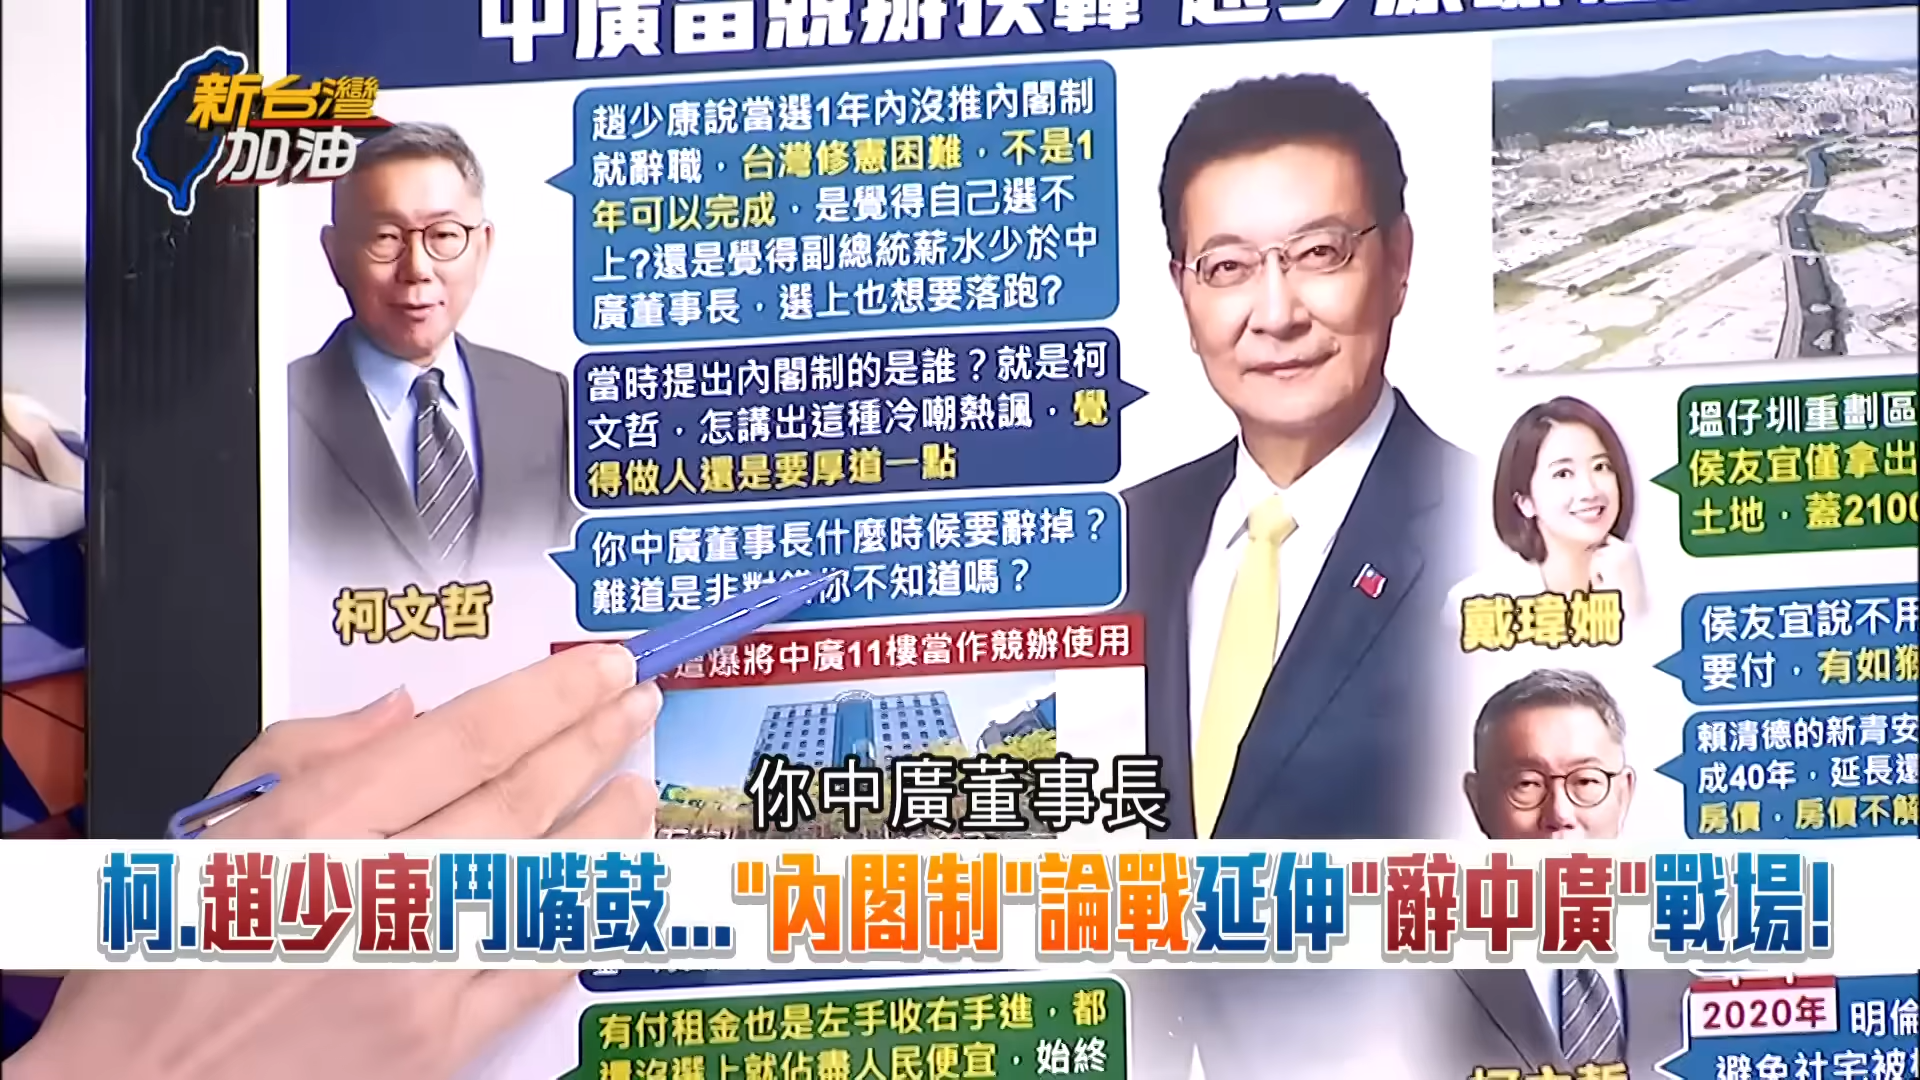 新台灣
加油
趙少康說當選1年內沒推內閣制
就辭職，台灣修憲困難，不是1
年可以完成，是覺得自己選不
上?還是覺得副總統薪水少於中
廣董事長，選上也想要落跑?
當時提出內閣制的是誰？就是柯
文哲，怎講出這種冷嘲熱諷，覺
得做人還是要厚道一點
你中廣董事長什麼時候要辭掉？
難道是非對 你不知道嗎？
柯文哲
遭爆將中廣11樓當作競辦使用
塭仔圳重劃區
侯友宜僅拿出
土地，蓋2100
戴瑋姍
侯友宜說不用
要付，有如猴
賴清德的新青安
成40年，延長還
房價，房價不解
你中廣董事長
柯.趙少康鬥嘴鼓..."內閣制"論戰延伸"辭中廣"戰場!
有付租金也是左手收右手進，都
還沒選上就佔盡人民便宜，始終
2020年 明倫
避免社宅被